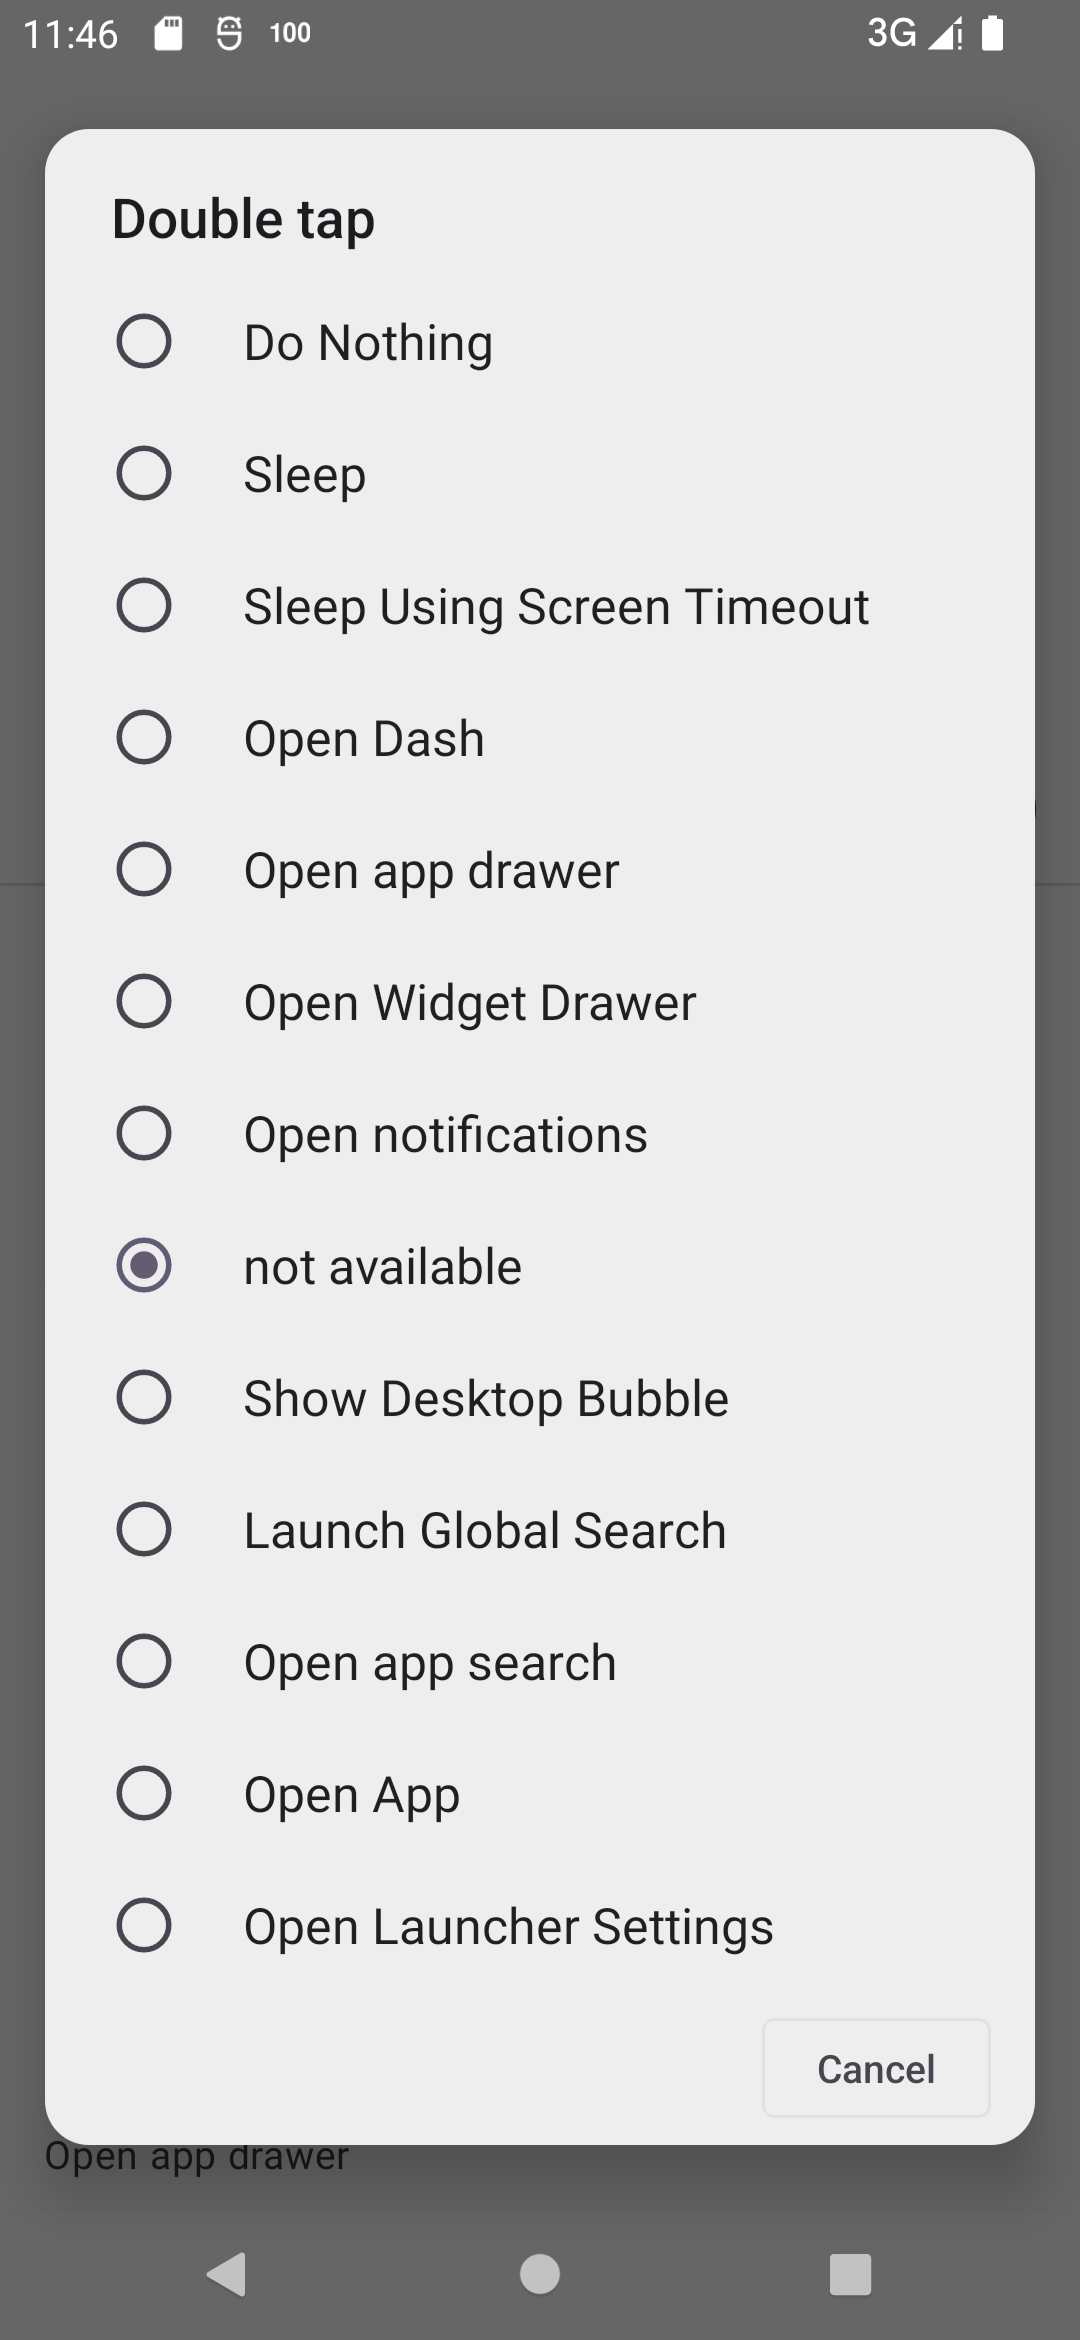 11:46 100 3G
Double tap
Do Nothing
Sleep
Sleep Using Screen Timeout
Open Dash
Open app drawer
Open Widget Drawer
Open notifications
not available
Show Desktop Bubble
Launch Global Search
Open app search
Open App
Open Launcher Settings
Cancel
Open app drawer